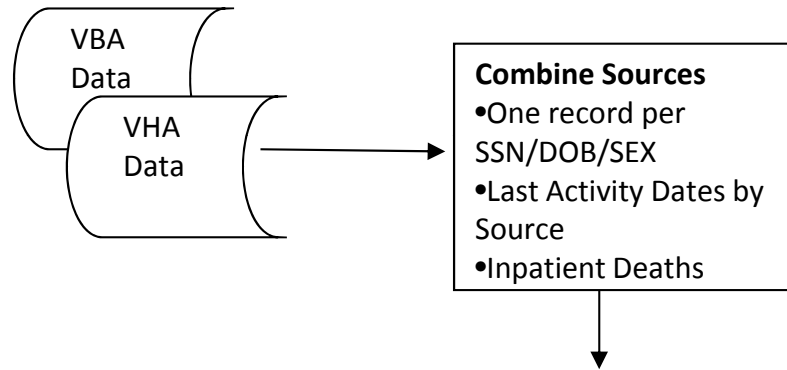 VBA
Data
VHA
Data
Combine Sources
•One record per
SSN/DOB/SEX
•Last Activity Dates by
Source
•Inpatient Deaths